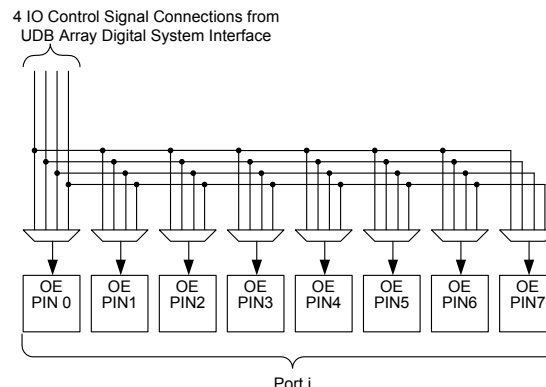 4 IO Control Signal Connections from
UDB Array Digital System Interface
OE
PIN 0
OE
PIN1
OE
PIN2
OE
PIN3
OE
PIN4
OE
PIN5
OE
PIN6
OE
PIN7
Port i